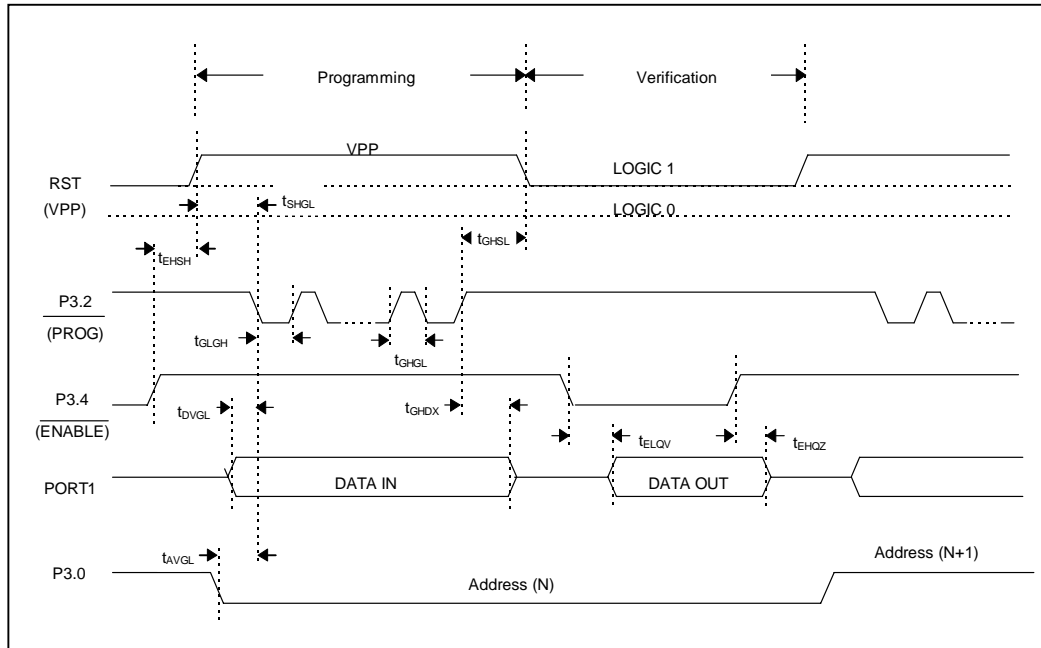 Programming
Verification
VPP
RST
(VPP)
LOGIC 1
LOGIC 0
tSHGL
tGHSL
tEHSH
P3.2
(PROG)
tGLGH
tGHGL
P3.4
(ENABLE)
tDVGL
tGHDX
tELQV
tEHQZ
PORT1
DATA IN
DATA OUT
tAVGL
P3.0
Address (N)
Address (N+1)